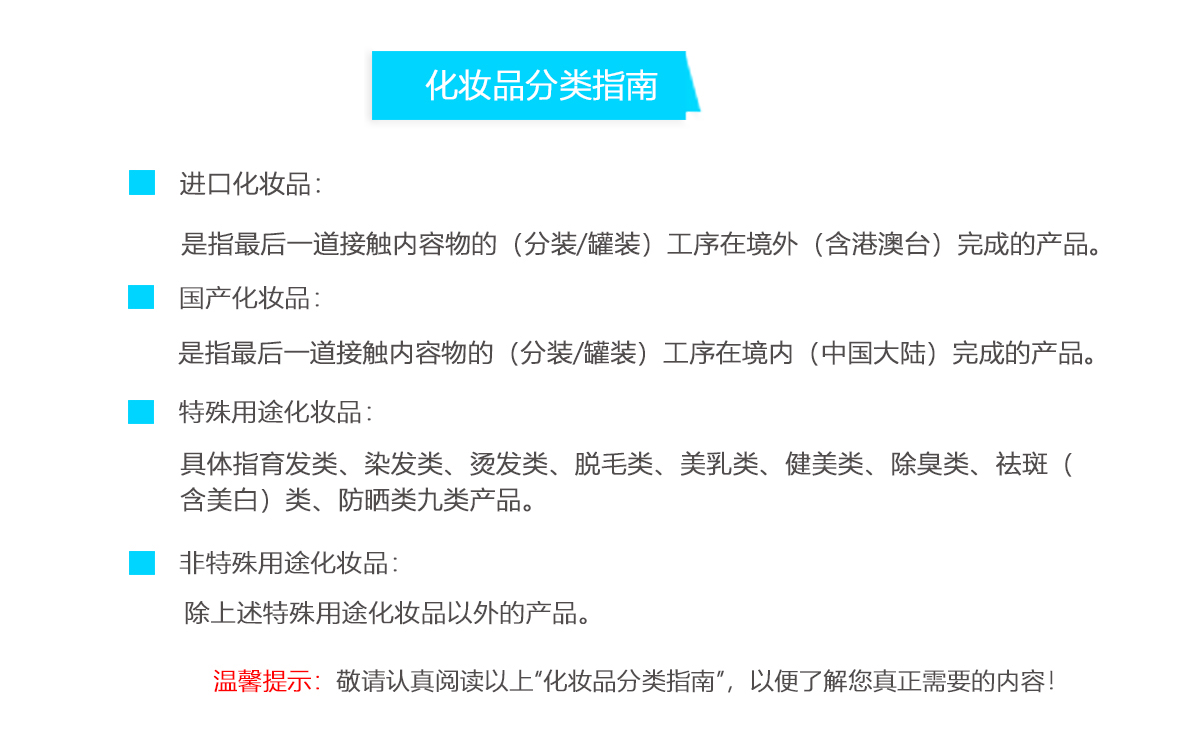 化妆品分类指南
进口化妆品：
是指最后一道接触内容物的（分装/罐装）工序在境外（含港澳台）完成的产品。
国产化妆品：
是指最后一道接触内容物的（分装/罐装）工序在境内（中国大陆）完成的产品。
特殊用途化妆品：
具体指育发类、染发类、烫发类、脱毛类、美乳类、健美类、除臭类、祛斑（
含美白）类、防晒类九类产品。
非特殊用途化妆品：
除上述特殊用途化妆品以外的产品。
温馨提示：敬请认真阅读以上“化妆品分类指南”，以便了解您真正需要的内容！